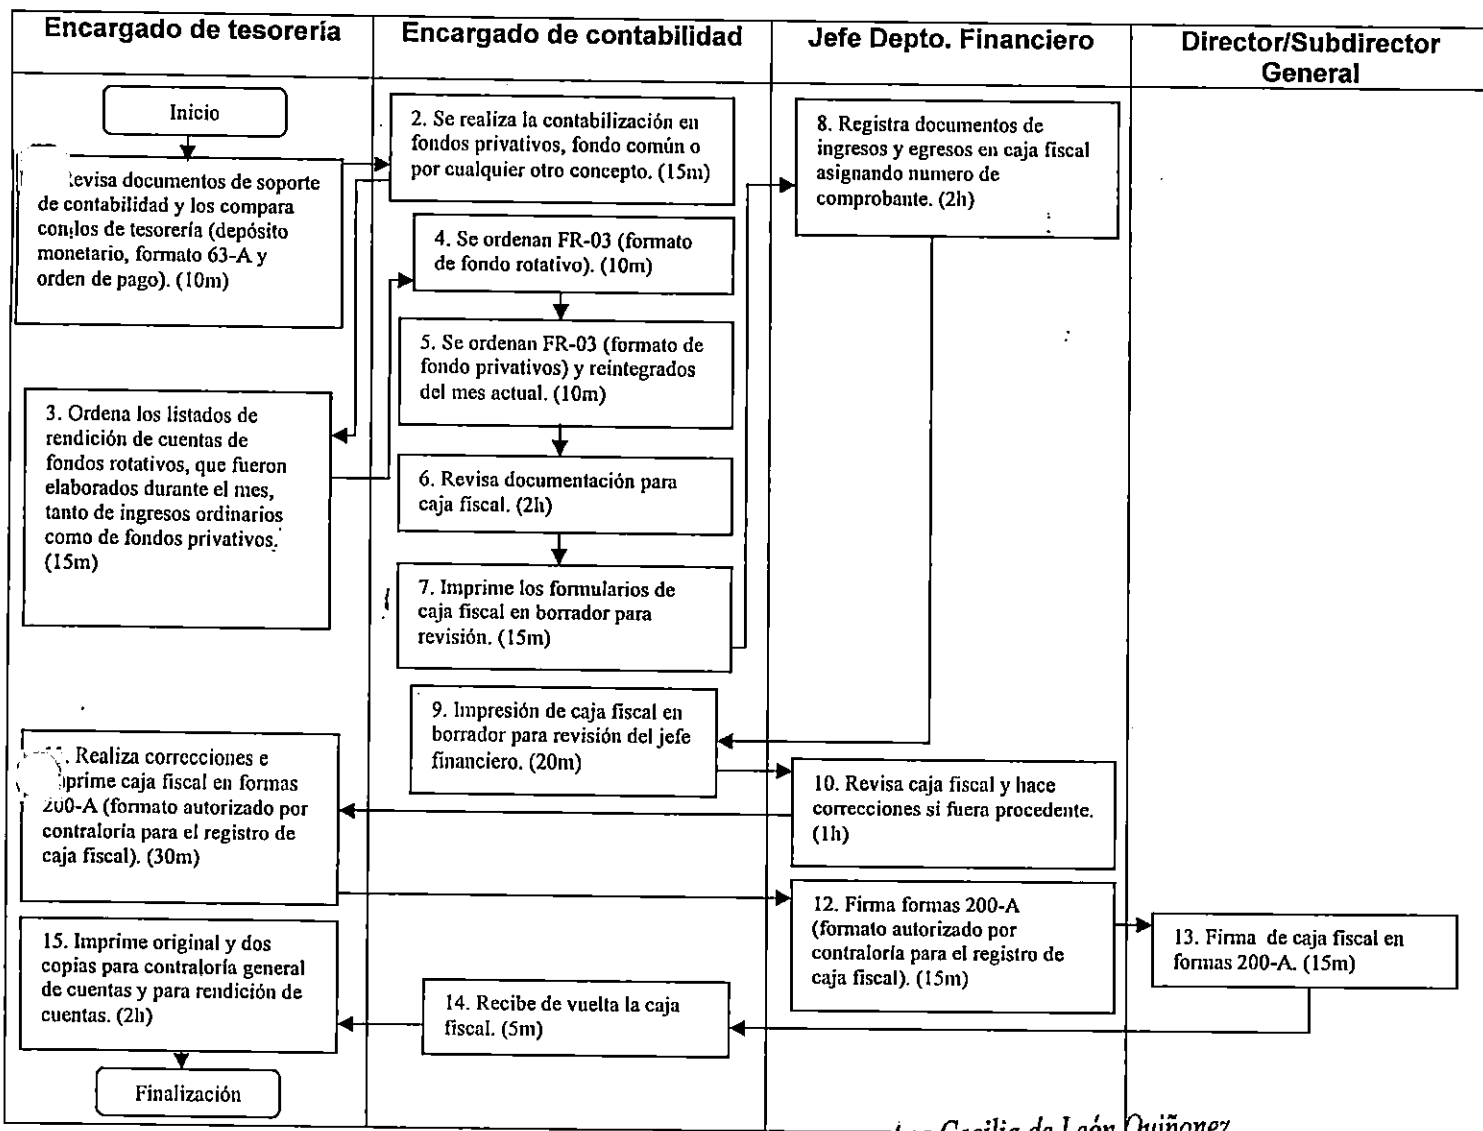 Encargado de tesorería
Encargado de contabilidad
Jefe Depto. Financiero
Director/Subdirector
General
Inicio
evisa documentos de soporte
de contabilidad y los compara
con los de tesorería (depósito
monetario, formato 63-A y
orden de pago). (10m)
2. Se realiza la contabilización en
fondos privativos, fondo común o
por cualquier otro concepto. (15m)
3. Ordena los listados de
rendición de cuentas de
fondos rotativos, que fueron
elaborados durante el mes,
tanto de ingresos ordinarios
como de fondos privativos.
(15m)
4. Se ordenan FR-03 (formato
de fondo rotativo). (10m)
5. Se ordenan FR-03 (formato de
fondo privativos) y reintegrados
del mes actual. (10m)
6. Revisa documentación para
caja fiscal. (2h)
7. Imprime los formularios de
caja fiscal en borrador para
revisión. (15m)
8. Registra documentos de
ingresos y egresos en caja fiscal
asignando numero de
comprobante. (2h)
9. Impresión de caja fiscal en
borrador para revisión del jefe
financiero. (20m)
10. Revisa caja fiscal y hace
correcciones si fuera procedente.
(1h)
. Realiza correcciones e
prime caja fiscal en formas
200-A (formato autorizado por
contraloría para el registro de
caja fiscal). (30m)
12. Firma formas 200-A
(formato autorizado por
contraloría para el registro de
caja fiscal). (15m)
13. Firma de caja fiscal en
formas 200-A. (15m)
14. Recibe de vuelta la caja
fiscal. (5m)
15. Imprime original y dos
copias para contraloría general
de cuentas y para rendición de
cuentas. (2h)
Finalización
Cecilia de León Quiñonez